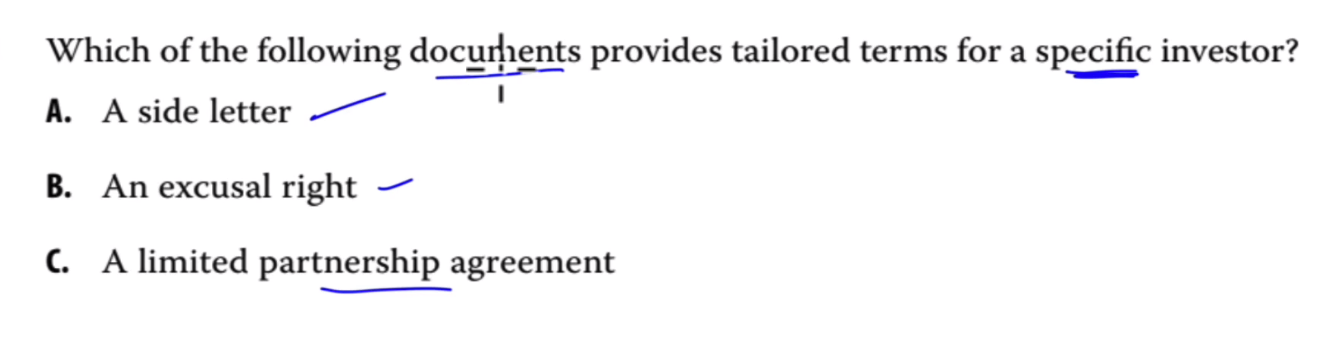 Which of the following documents provides tailored terms for a specific investor?
A. A side letter
B. An excusal right
C. A limited partnership agreement